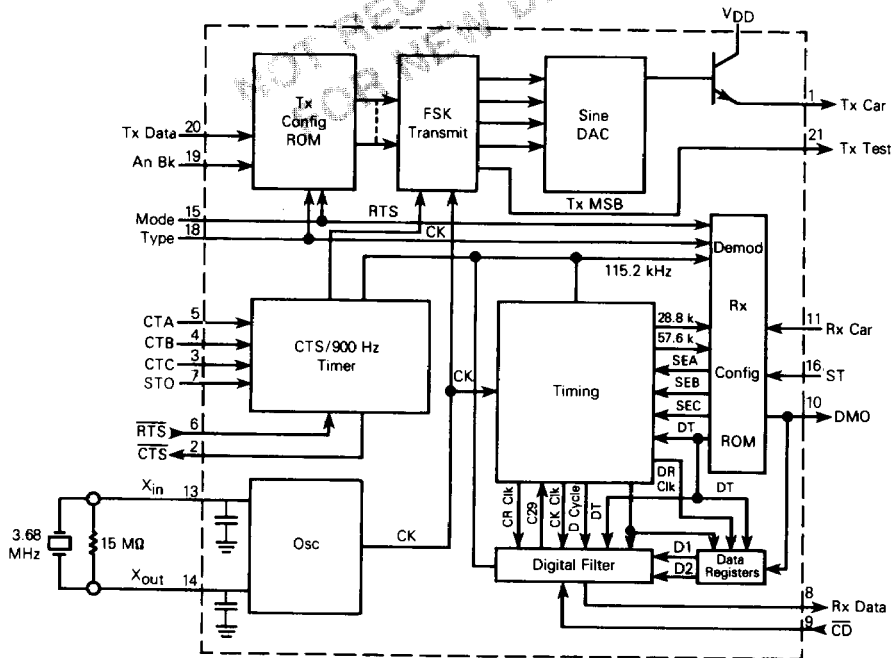 NOT REC
FOR NEW D
VDD
Tx
Config
ROM
FSK
Transmit
Sine
DAC
1
Tx Car
Tx Data
20
21
Tx Test
An Bk
19
Tx MSB
Mode
15
RTS
Type
18
CK
Demod
Rx
Config
ROM
115.2 kHz
CTA
5
CTB
4
CTC
3
STO
7
CTS/900 Hz
Timer
CK
Timing
28.8 k
57.6 k
SEA
SEB
SEC
DT
11
Rx Car
16
ST
10
DMO
RTS
6
CTS
2
DR
Clk
DT
Xin
13
3.68
MHz
15 MΩ
Osc
CK
Xout
14
CR Clk
C29
CK Clk
D Cycle
DT
Digital Filter
D1
D2
Data
Registers
8
Rx Data
9
CD